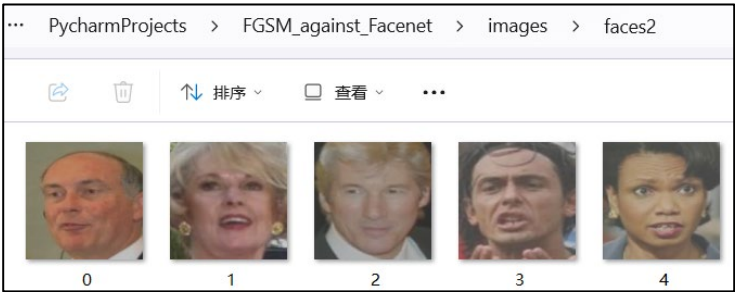 ··· PycharmProjects > FGSM_against_Facenet > images > faces2
排序 查看 ···
0 1 2 3 4